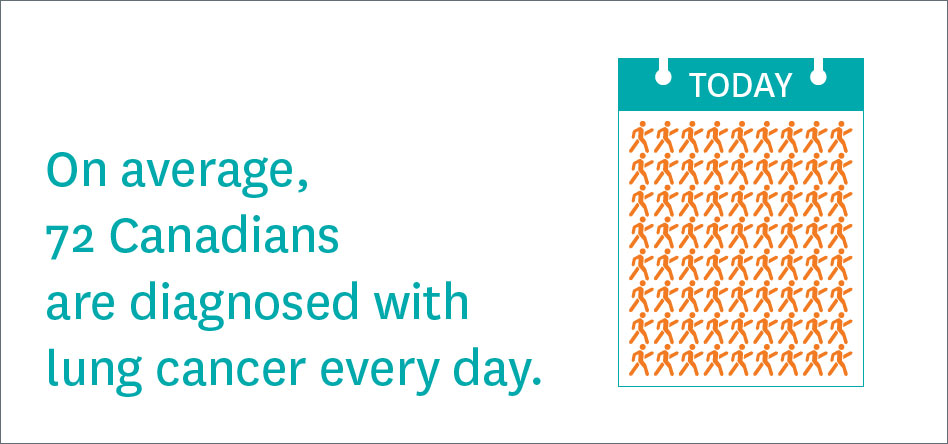 On average,
72 Canadians
are diagnosed with
lung cancer every day.
TODAY